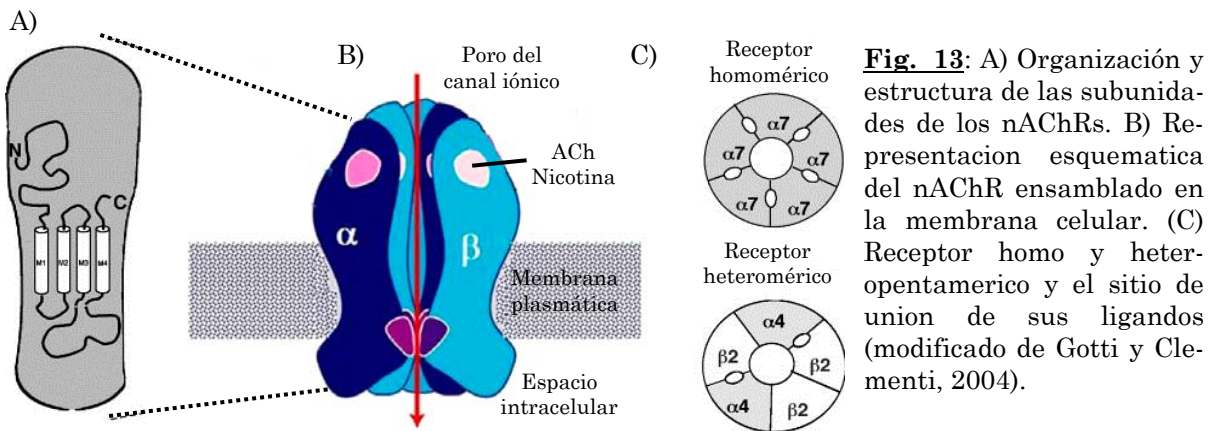 A)
N
C
M1 M2 M3 M4
B)
Poro del
canal iónico
ACh
Nicotina
α
β
Membrana
plasmática
Espacio
intracelular
C)
Receptor
homomérico
α7
α7
α7
α7
α7
Receptor
heteromérico
α4
β2
β2
α4
β2
Fig. 13: A) Organización y
estructura de las subunida-
des de los nAChRs. B) Re-
presentacion esquematica
del nAChR ensamblado en
la membrana celular. (C)
Receptor homo y heter-
opentamerico y el sitio de
union de sus ligandos
(modificado de Gotti y Cle-
menti, 2004).